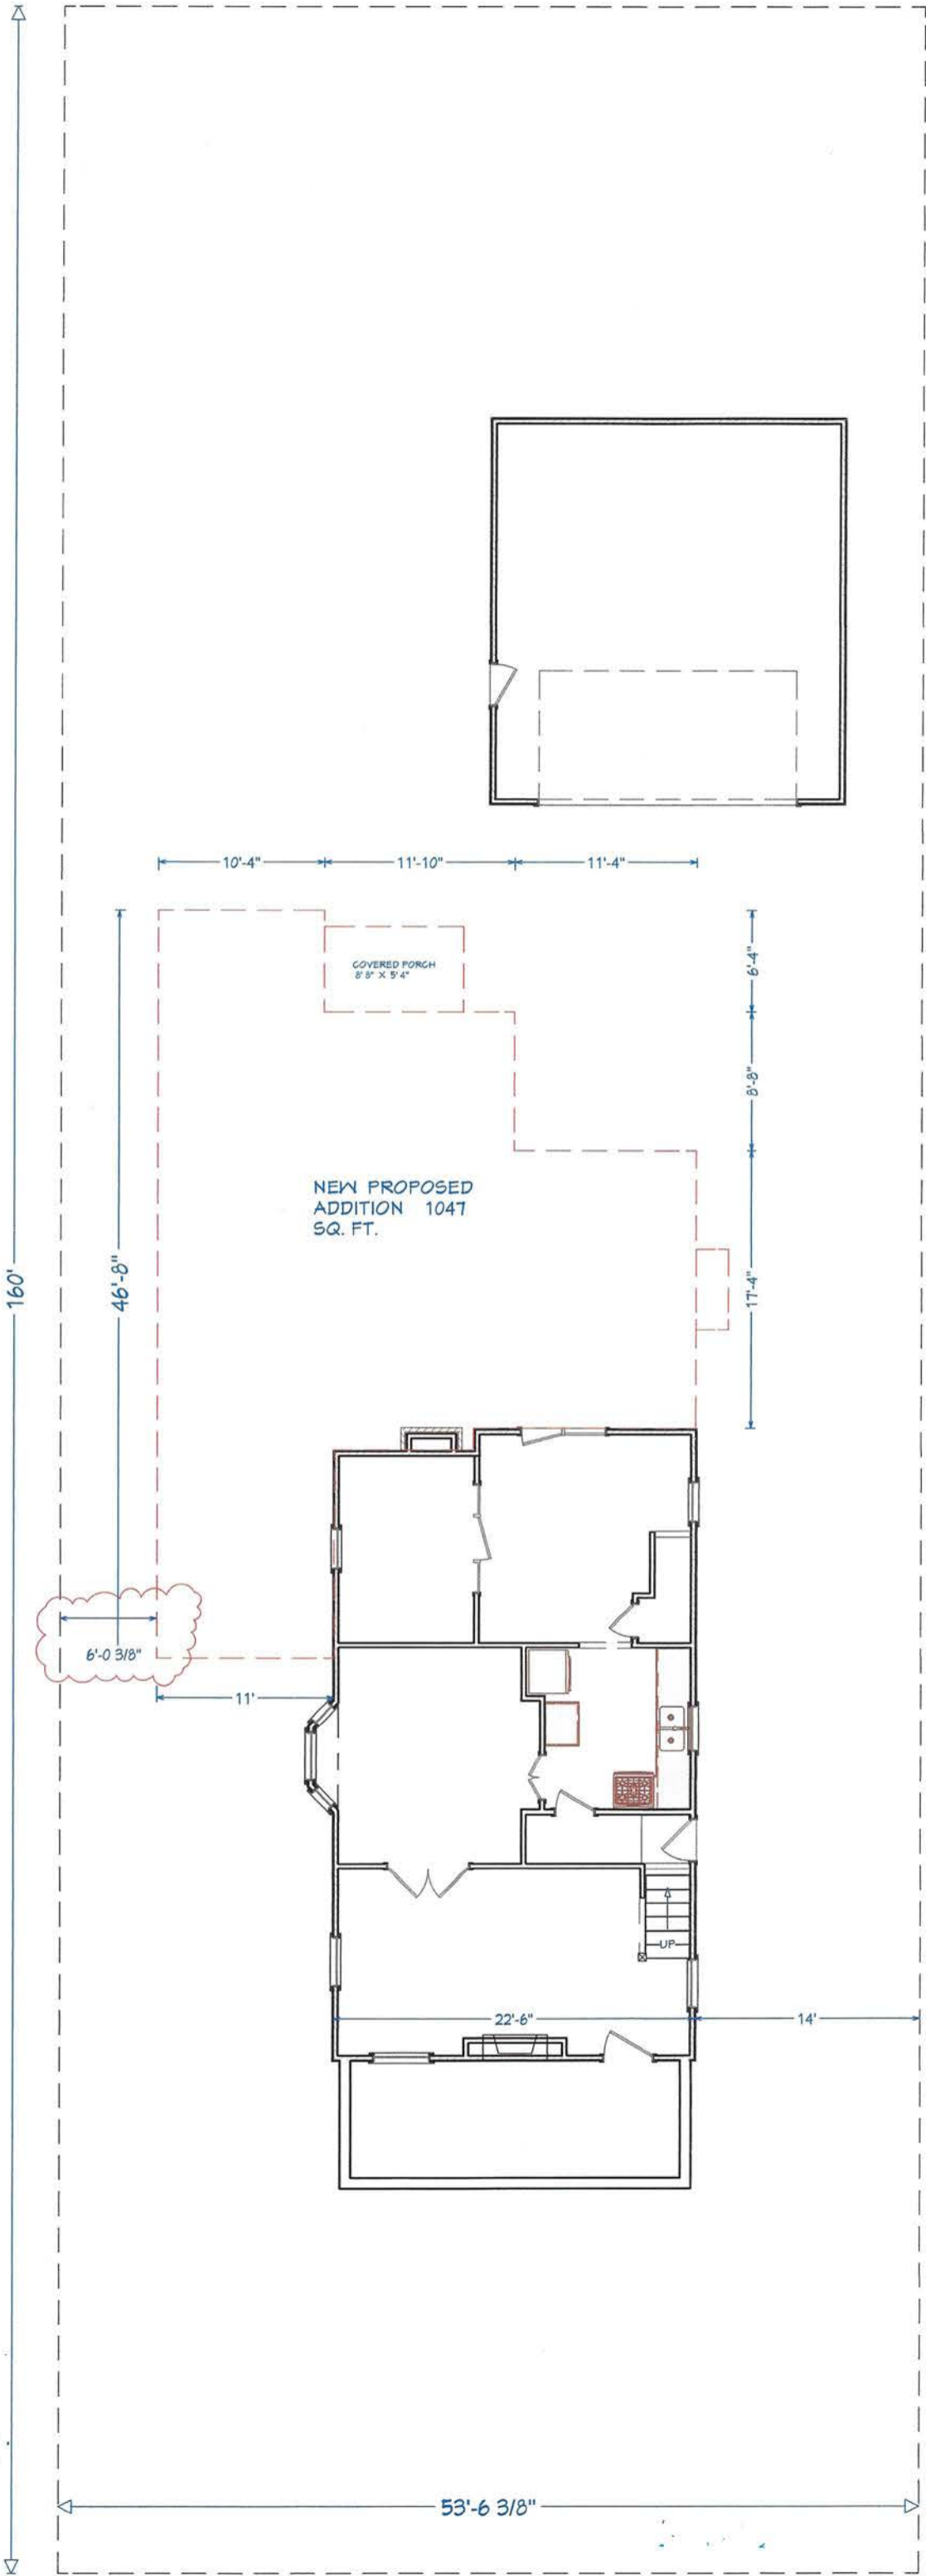 10'-4"
11'-10"
11'-4"
COVERED PORCH
8' 8" X 5' 4"
6'-4"
8'-8"
NEW PROPOSED
ADDITION 1047
SQ. FT.
46'-8"
160'
17'-4"
6'-0 3/8"
11'
UP
22'-6"
14'
53'-6 3/8"